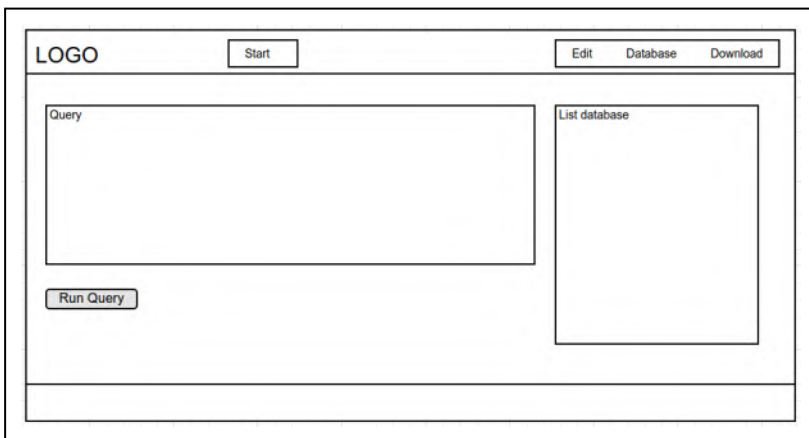 LOGO
Start
Edit Database Download
Query
List database
Run Query